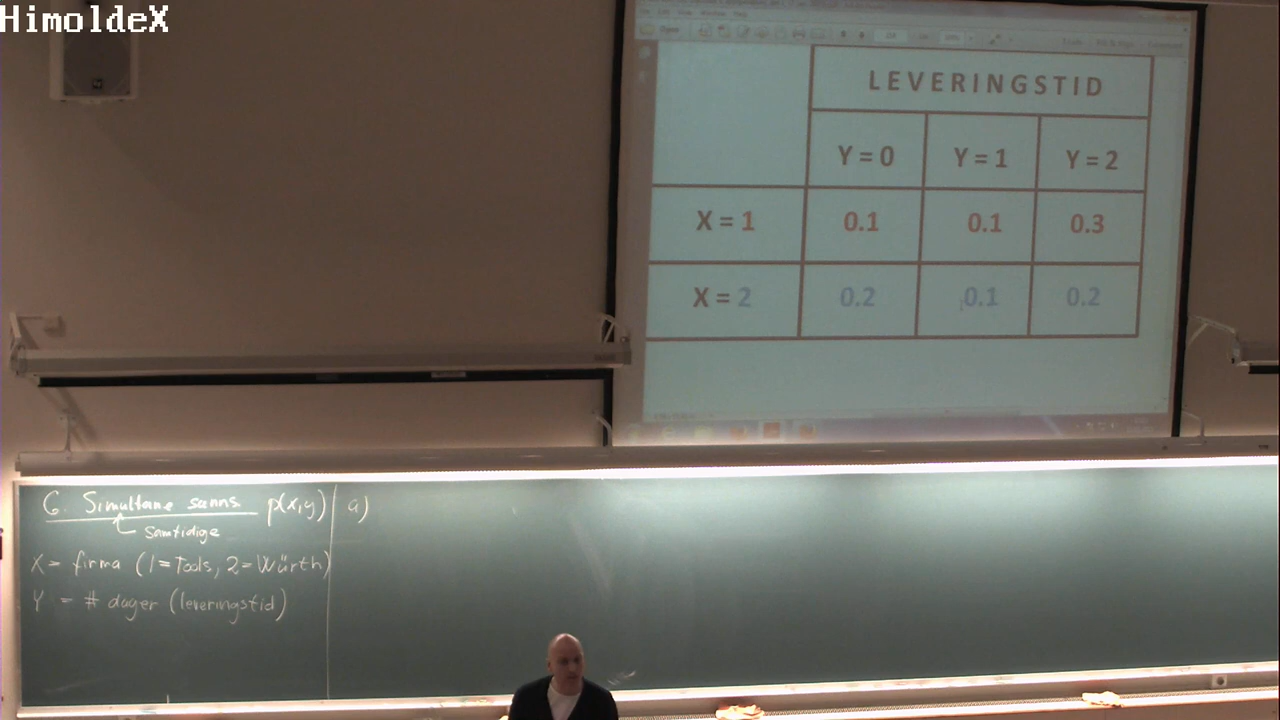 HimoldeX
LEVERINGSTID
Y = 0 Y = 1 Y = 2
X = 1 0.1 0.1 0.3
X = 2 0.2 0.1 0.2
6. Simultane sanns. p(x,y) a)
Samtidige
X = firma (1=Tools, 2=Würth)
Y = # dager (leveringstid)